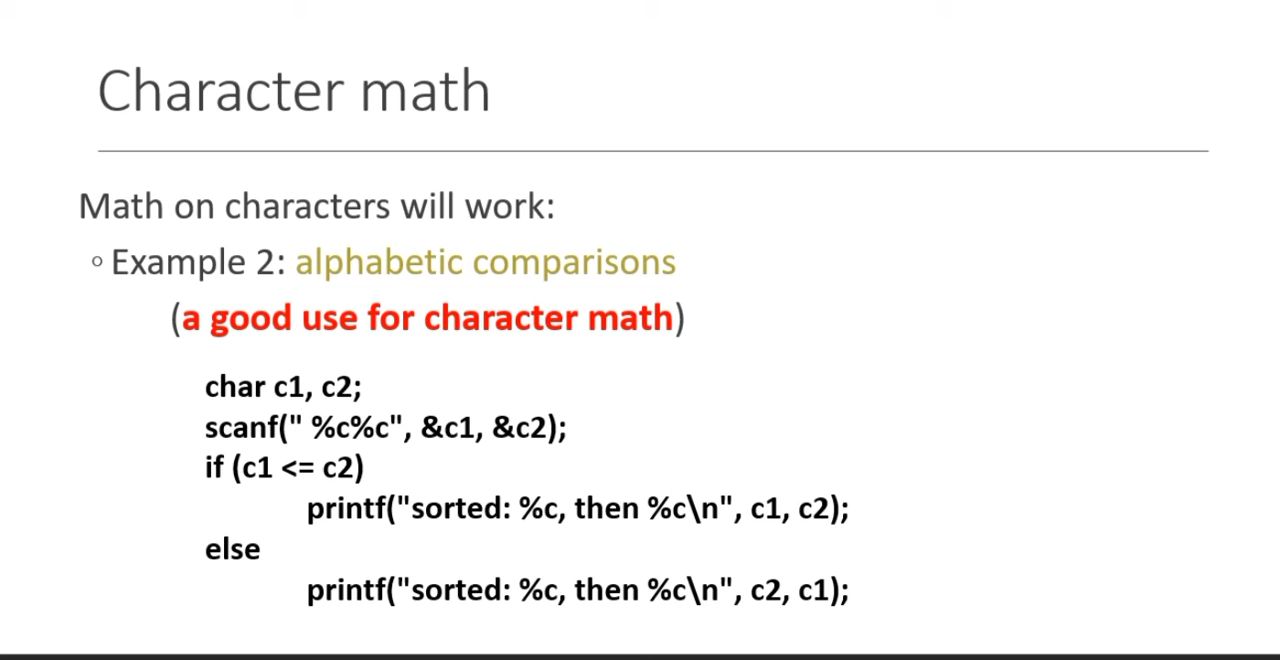 Character math
Math on characters will work:
◦ Example 2: alphabetic comparisons
(a good use for character math)
char c1, c2;
scanf(" %c%c", &c1, &c2);
if (c1 <= c2)
printf("sorted: %c, then %c\n", c1, c2);
else
printf("sorted: %c, then %c\n", c2, c1);